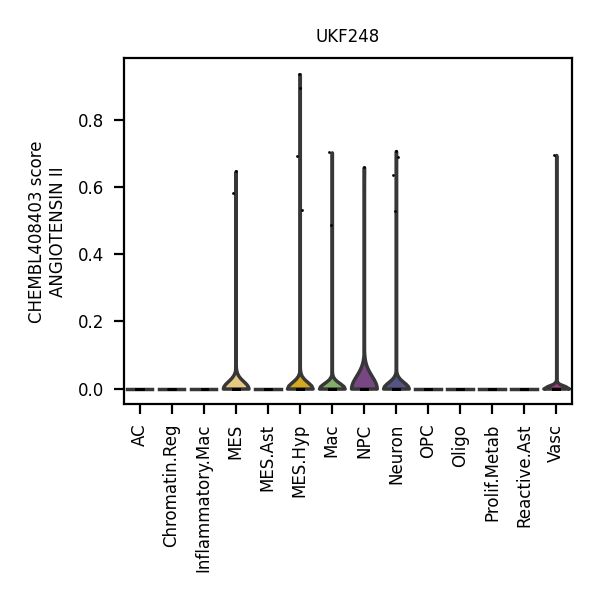 UKF248
CHEMBL408403 score
ANGIOTENSIN II
0.8
0.6
0.4
0.2
0.0
AC
Chromatin.Reg
Inflammatory.Mac
MES
MES.Ast
MES.Hyp
Mac
NPC
Neuron
OPC
Oligo
Prolif.Metab
Reactive.Ast
Vasc